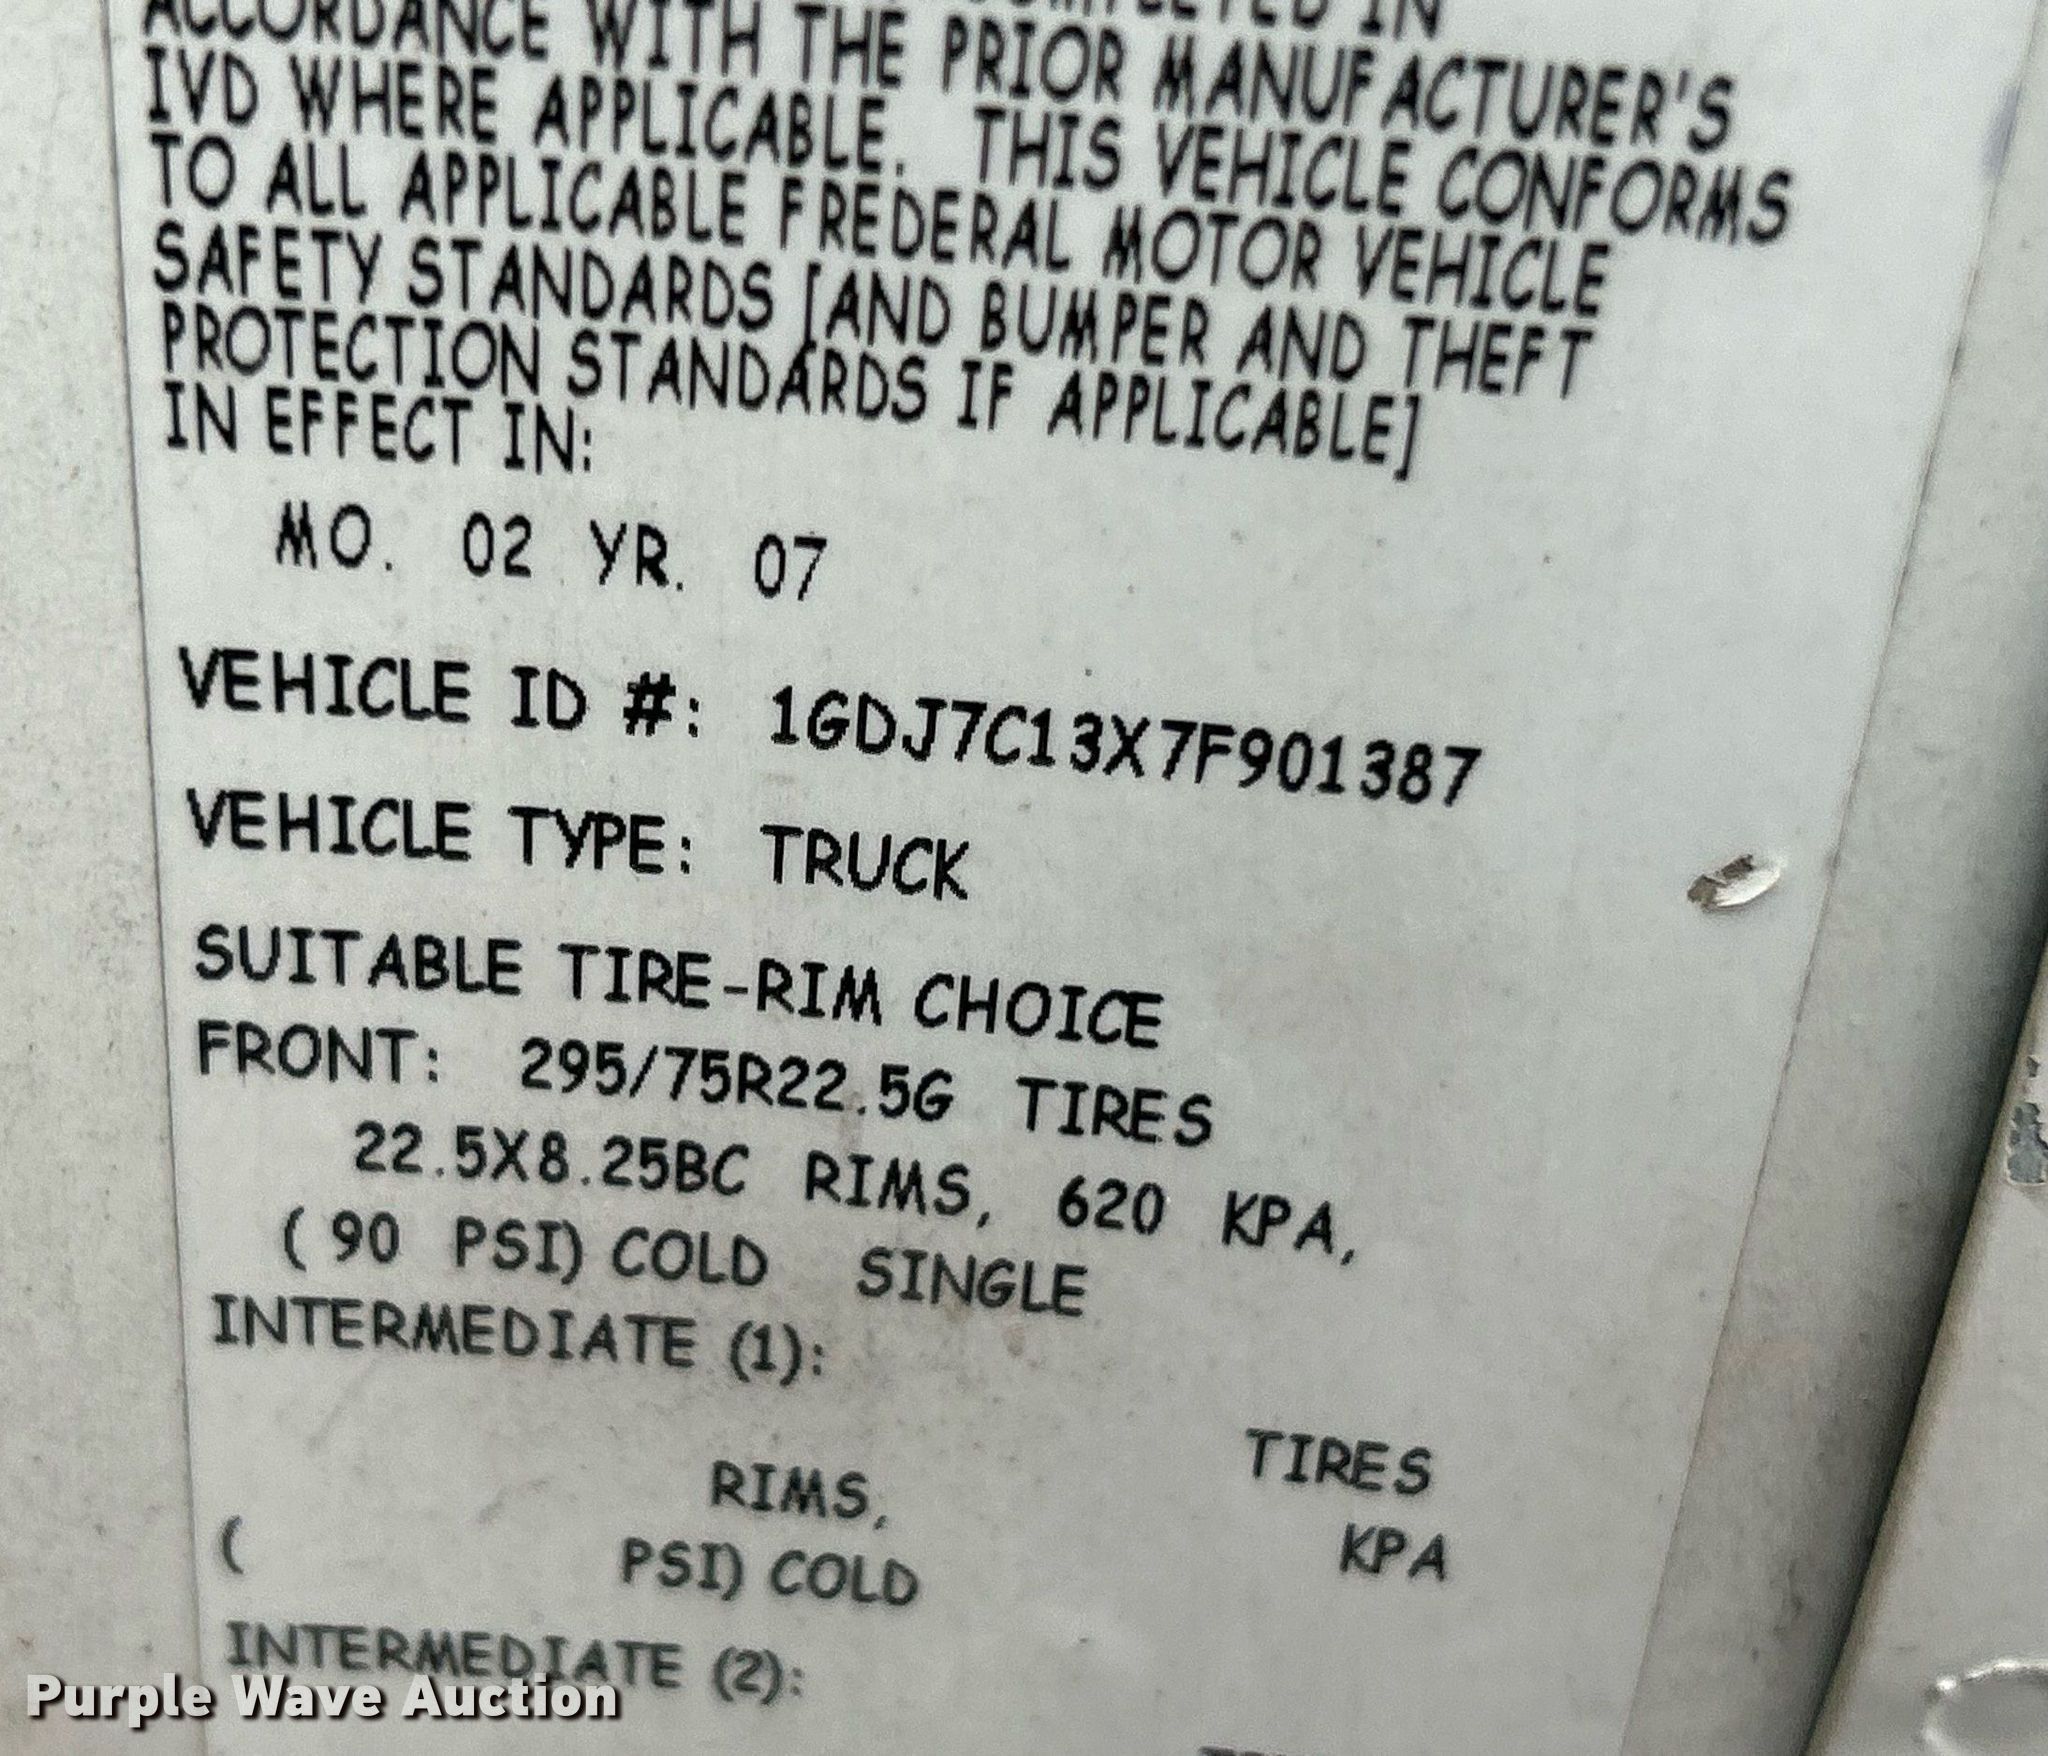 COMPLETED IN
ACCORDANCE WITH THE PRIOR MANUFACTURER'S
IVD WHERE APPLICABLE. THIS VEHICLE CONFORMS
TO ALL APPLICABLE FREDERAL MOTOR VEHICLE
SAFETY STANDARDS [AND BUMPER AND THEFT
PROTECTION STANDARDS IF APPLICABLE]
IN EFFECT IN:
MO. 02 YR. 07
VEHICLE ID #: 1GDJ7C13X7F901387
VEHICLE TYPE: TRUCK
SUITABLE TIRE-RIM CHOICE
FRONT: 295/75R22.5G TIRES
22.5X8.25BC RIMS, 620 KPA,
( 90 PSI) COLD SINGLE
INTERMEDIATE (1):
TIRES
RIMS, KPA
( PSI) COLD
INTERMEDIATE (2):
Purple Wave Auction